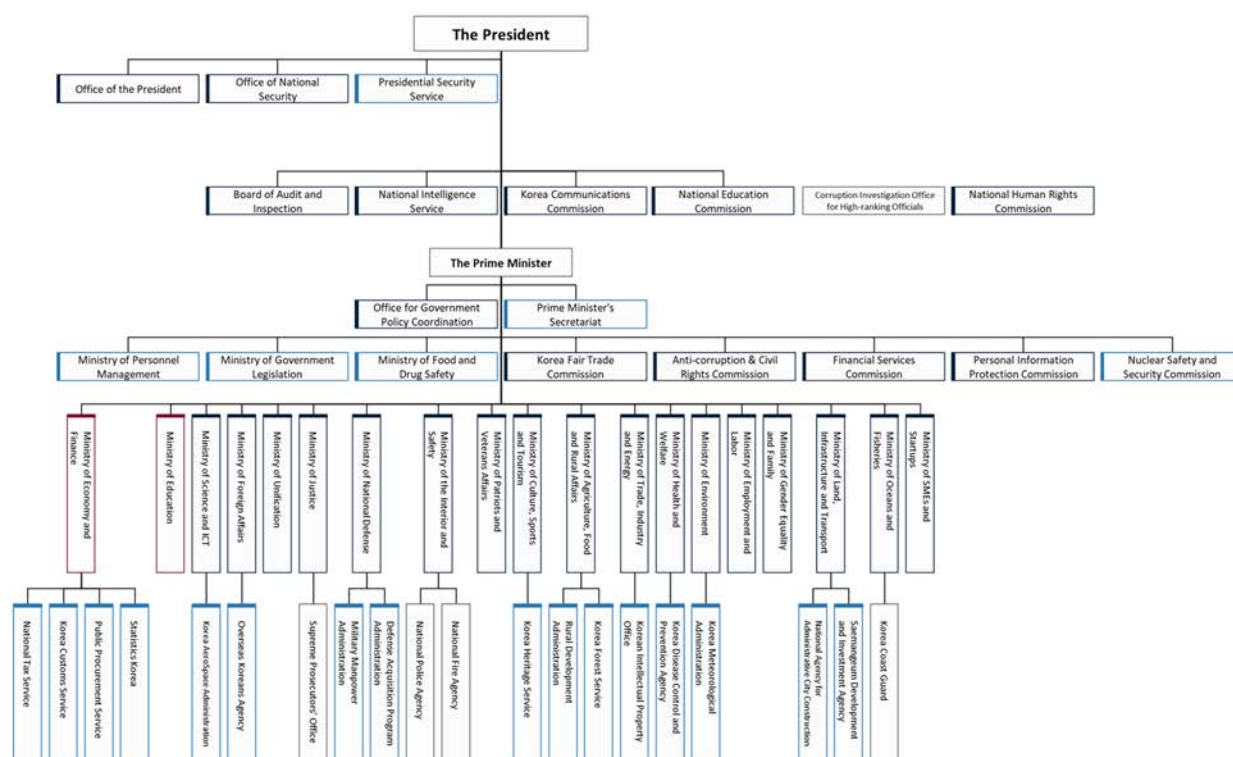 The President
Office of the President
Office of National
Security
Presidential Security
Service
Board of Audit and
Inspection
National Intelligence
Service
Korea Communications
Commission
National Education
Commission
Corruption Investigation Office
for High-ranking Officials
National Human Rights
Commission
The Prime Minister
Office for Government
Policy Coordination
Prime Minister's
Secretariat
Ministry of Personnel
Management
Ministry of Government
Legislation
Ministry of Food and
Drug Safety
Korea Fair Trade
Commission
Anti-corruption & Civil
Rights Commission
Financial Services
Commission
Personal Information
Protection Commission
Nuclear Safety and
Security Commission
Ministry of Economy and
Finance
Ministry of Education
Ministry of Science and ICT
Ministry of Foreign Affairs
Ministry of Unification
Ministry of Justice
Ministry of National Defense
Ministry of the Interior and
Safety
Ministry of Patriots and
Veterans Affairs
Ministry of Culture, Sports
and Tourism
Ministry of Agriculture, Food
and Rural Affairs
Ministry of Trade, Industry
and Energy
Ministry of Health and
Welfare
Ministry of Environment
Ministry of Employment and
Labor
Ministry of Gender Equality
and Family
Ministry of Land,
Infrastructure and Transport
Ministry of Oceans and
Fisheries
Ministry of SMEs and
Startups
National Tax Service
Korea Customs Service
Public Procurement Service
Statistics Korea
Korea AeroSpace Administration
Overseas Koreans Agency
Supreme Prosecutors' Office
Military Manpower
Administration
Defense Acquisition Program
Administration
National Police Agency
National Fire Agency
Korea Heritage Service
Rural Development
Administration
Korea Forest Service
Korean Intellectual Property
Office
Korea Disease Control and
Prevention Agency
Korea Meteorological
Administration
National Agency for
Administrative City Construction
Saemangeum Development
and Investment Agency
Korea Coast Guard